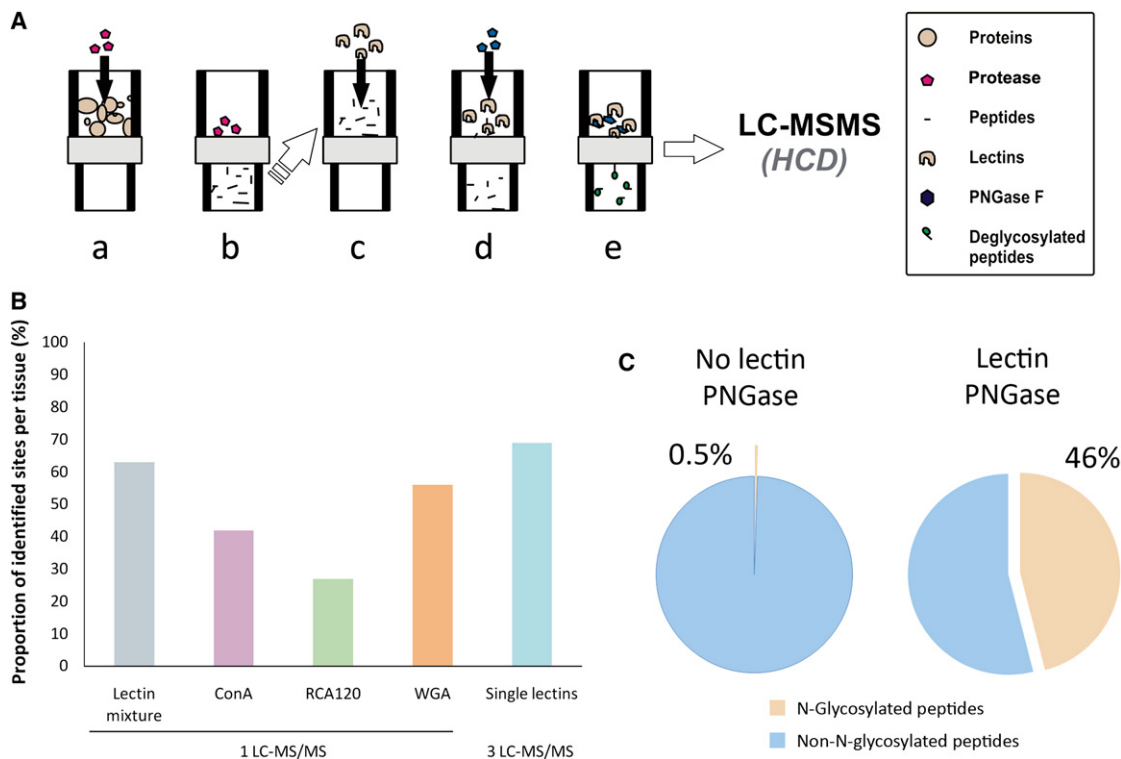 A
a
b
c
d
e
LC-MSMS
(HCD)
Proteins
Protease
Peptides
Lectins
PNGase F
Deglycosylated
peptides
B
Proportion of identified sites per tissue (%)
100
90
80
70
60
50
40
30
20
10
0
Lectin
mixture
ConA
RCA120
WGA
Single lectins
1 LC-MS/MS
3 LC-MS/MS
C
No lectin
PNGase
0.5%
Lectin
PNGase
46%
N-Glycosylated peptides
Non-N-glycosylated peptides